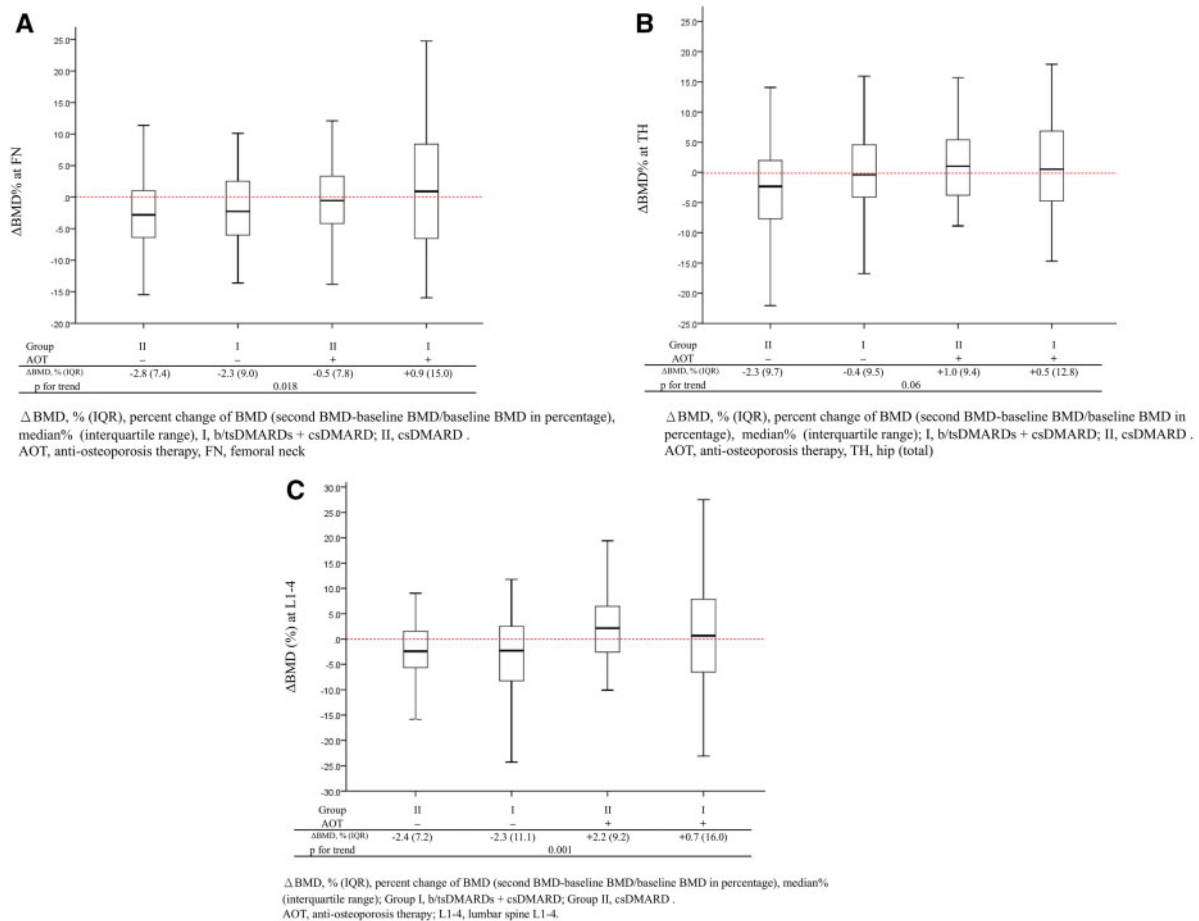 A
25.0
20.0
15.0
10.0
5.0
.0
-5.0
-10.0
-15.0
-20.0
ΔBMD% at FN
Group II I II I
AOT – – + +
ΔBMD, % (IQR) -2.8 (7.4) -2.3 (9.0) -0.5 (7.8) +0.9 (15.0)
p for trend 0.018
Δ BMD, % (IQR), percent change of BMD (second BMD-baseline BMD/baseline BMD in percentage),
median% (interquartile range), I, b/tsDMARDs + csDMARD; II, csDMARD .
AOT, anti-osteoporosis therapy, FN, femoral neck
B
25.0
20.0
15.0
10.0
5.0
.0
-5.0
-10.0
-15.0
-20.0
-25.0
ΔBMD% at TH
Group II I II I
AOT – – + +
ΔBMD, % (IQR) -2.3 (9.7) -0.4 (9.5) +1.0 (9.4) +0.5 (12.8)
p for trend 0.06
Δ BMD, % (IQR), percent change of BMD (second BMD-baseline BMD/baseline BMD in
percentage), median% (interquartile range); I, b/tsDMARDs + csDMARD; II, csDMARD .
AOT, anti-osteoporosis therapy, TH, hip (total)
C
30.0
25.0
20.0
15.0
10.0
5.0
.0
-5.0
-10.0
-15.0
-20.0
-25.0
-30.0
ΔBMD (%) at L1-4
Group II I II I
AOT – – + +
ΔBMD, % (IQR) -2.4 (7.2) -2.3 (11.1) +2.2 (9.2) +0.7 (16.0)
p for trend 0.001
Δ BMD, % (IQR), percent change of BMD (second BMD-baseline BMD/baseline BMD in percentage), median%
(interquartile range); Group I, b/tsDMARDs + csDMARD; Group II, csDMARD .
AOT, anti-osteoporosis therapy; L1-4, lumbar spine L1-4.